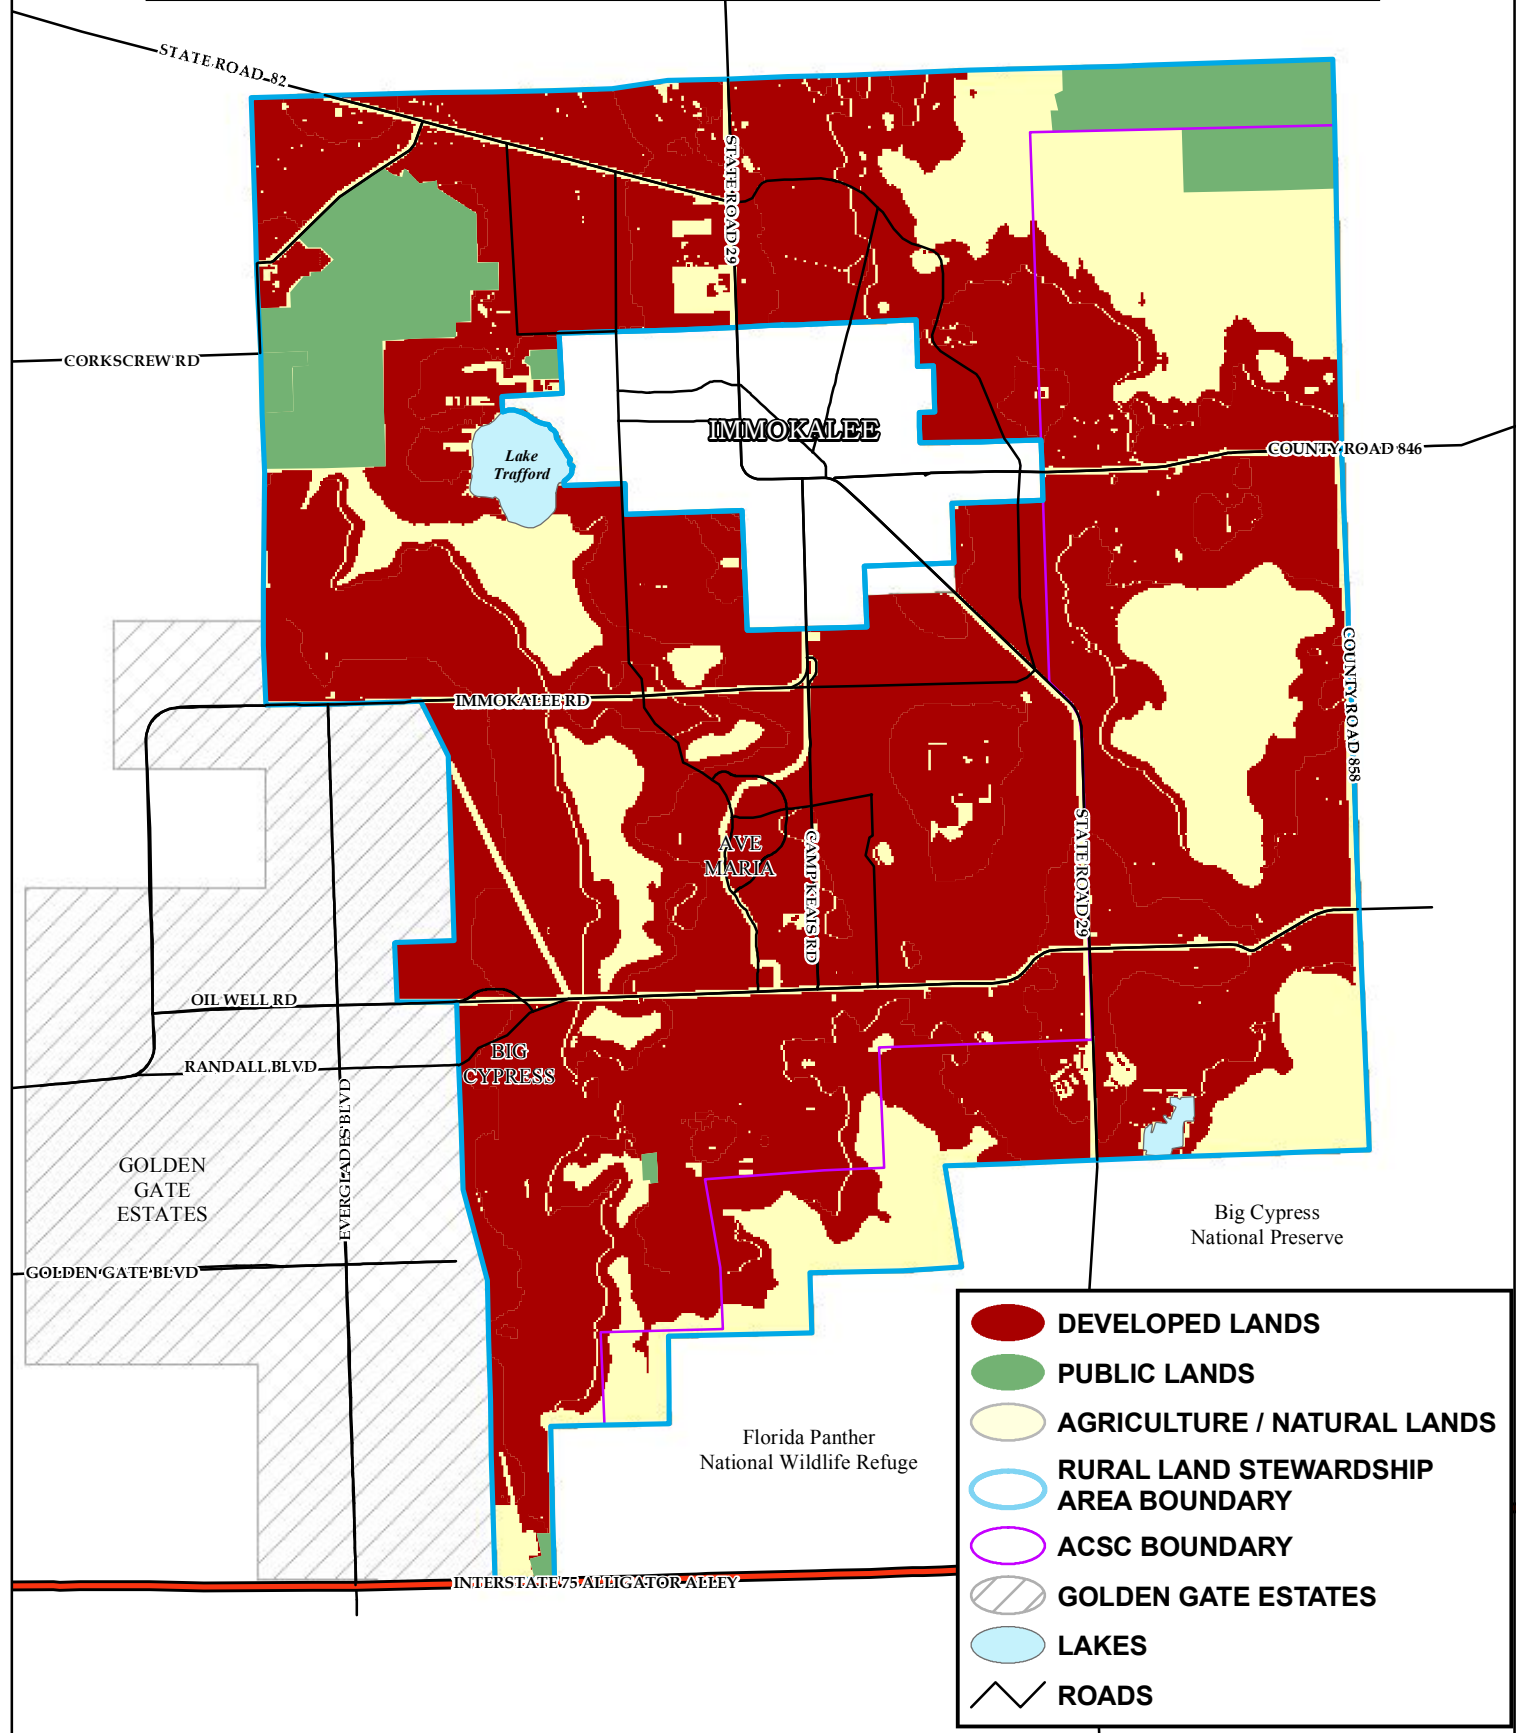 STATE ROAD 82
STATE ROAD 29
CORKSCREW RD
IMMOKALEE
COUNTY ROAD 846
Lake
Trafford
COUNTY ROAD 858
IMMOKALEE RD
AVE
MARIA
CAMP KEAIS RD
STATE ROAD 29
OIL WELL RD
BIG
CYPRESS
RANDALL BLVD
EVERGLADES BLVD
GOLDEN
GATE
ESTATES
Big Cypress
National Preserve
GOLDEN GATE BLVD
Florida Panther
National Wildlife Refuge
INTERSTATE 75 ALLIGATOR ALLEY
DEVELOPED LANDS
PUBLIC LANDS
AGRICULTURE / NATURAL LANDS
RURAL LAND STEWARDSHIP
AREA BOUNDARY
ACSC BOUNDARY
GOLDEN GATE ESTATES
LAKES
ROADS